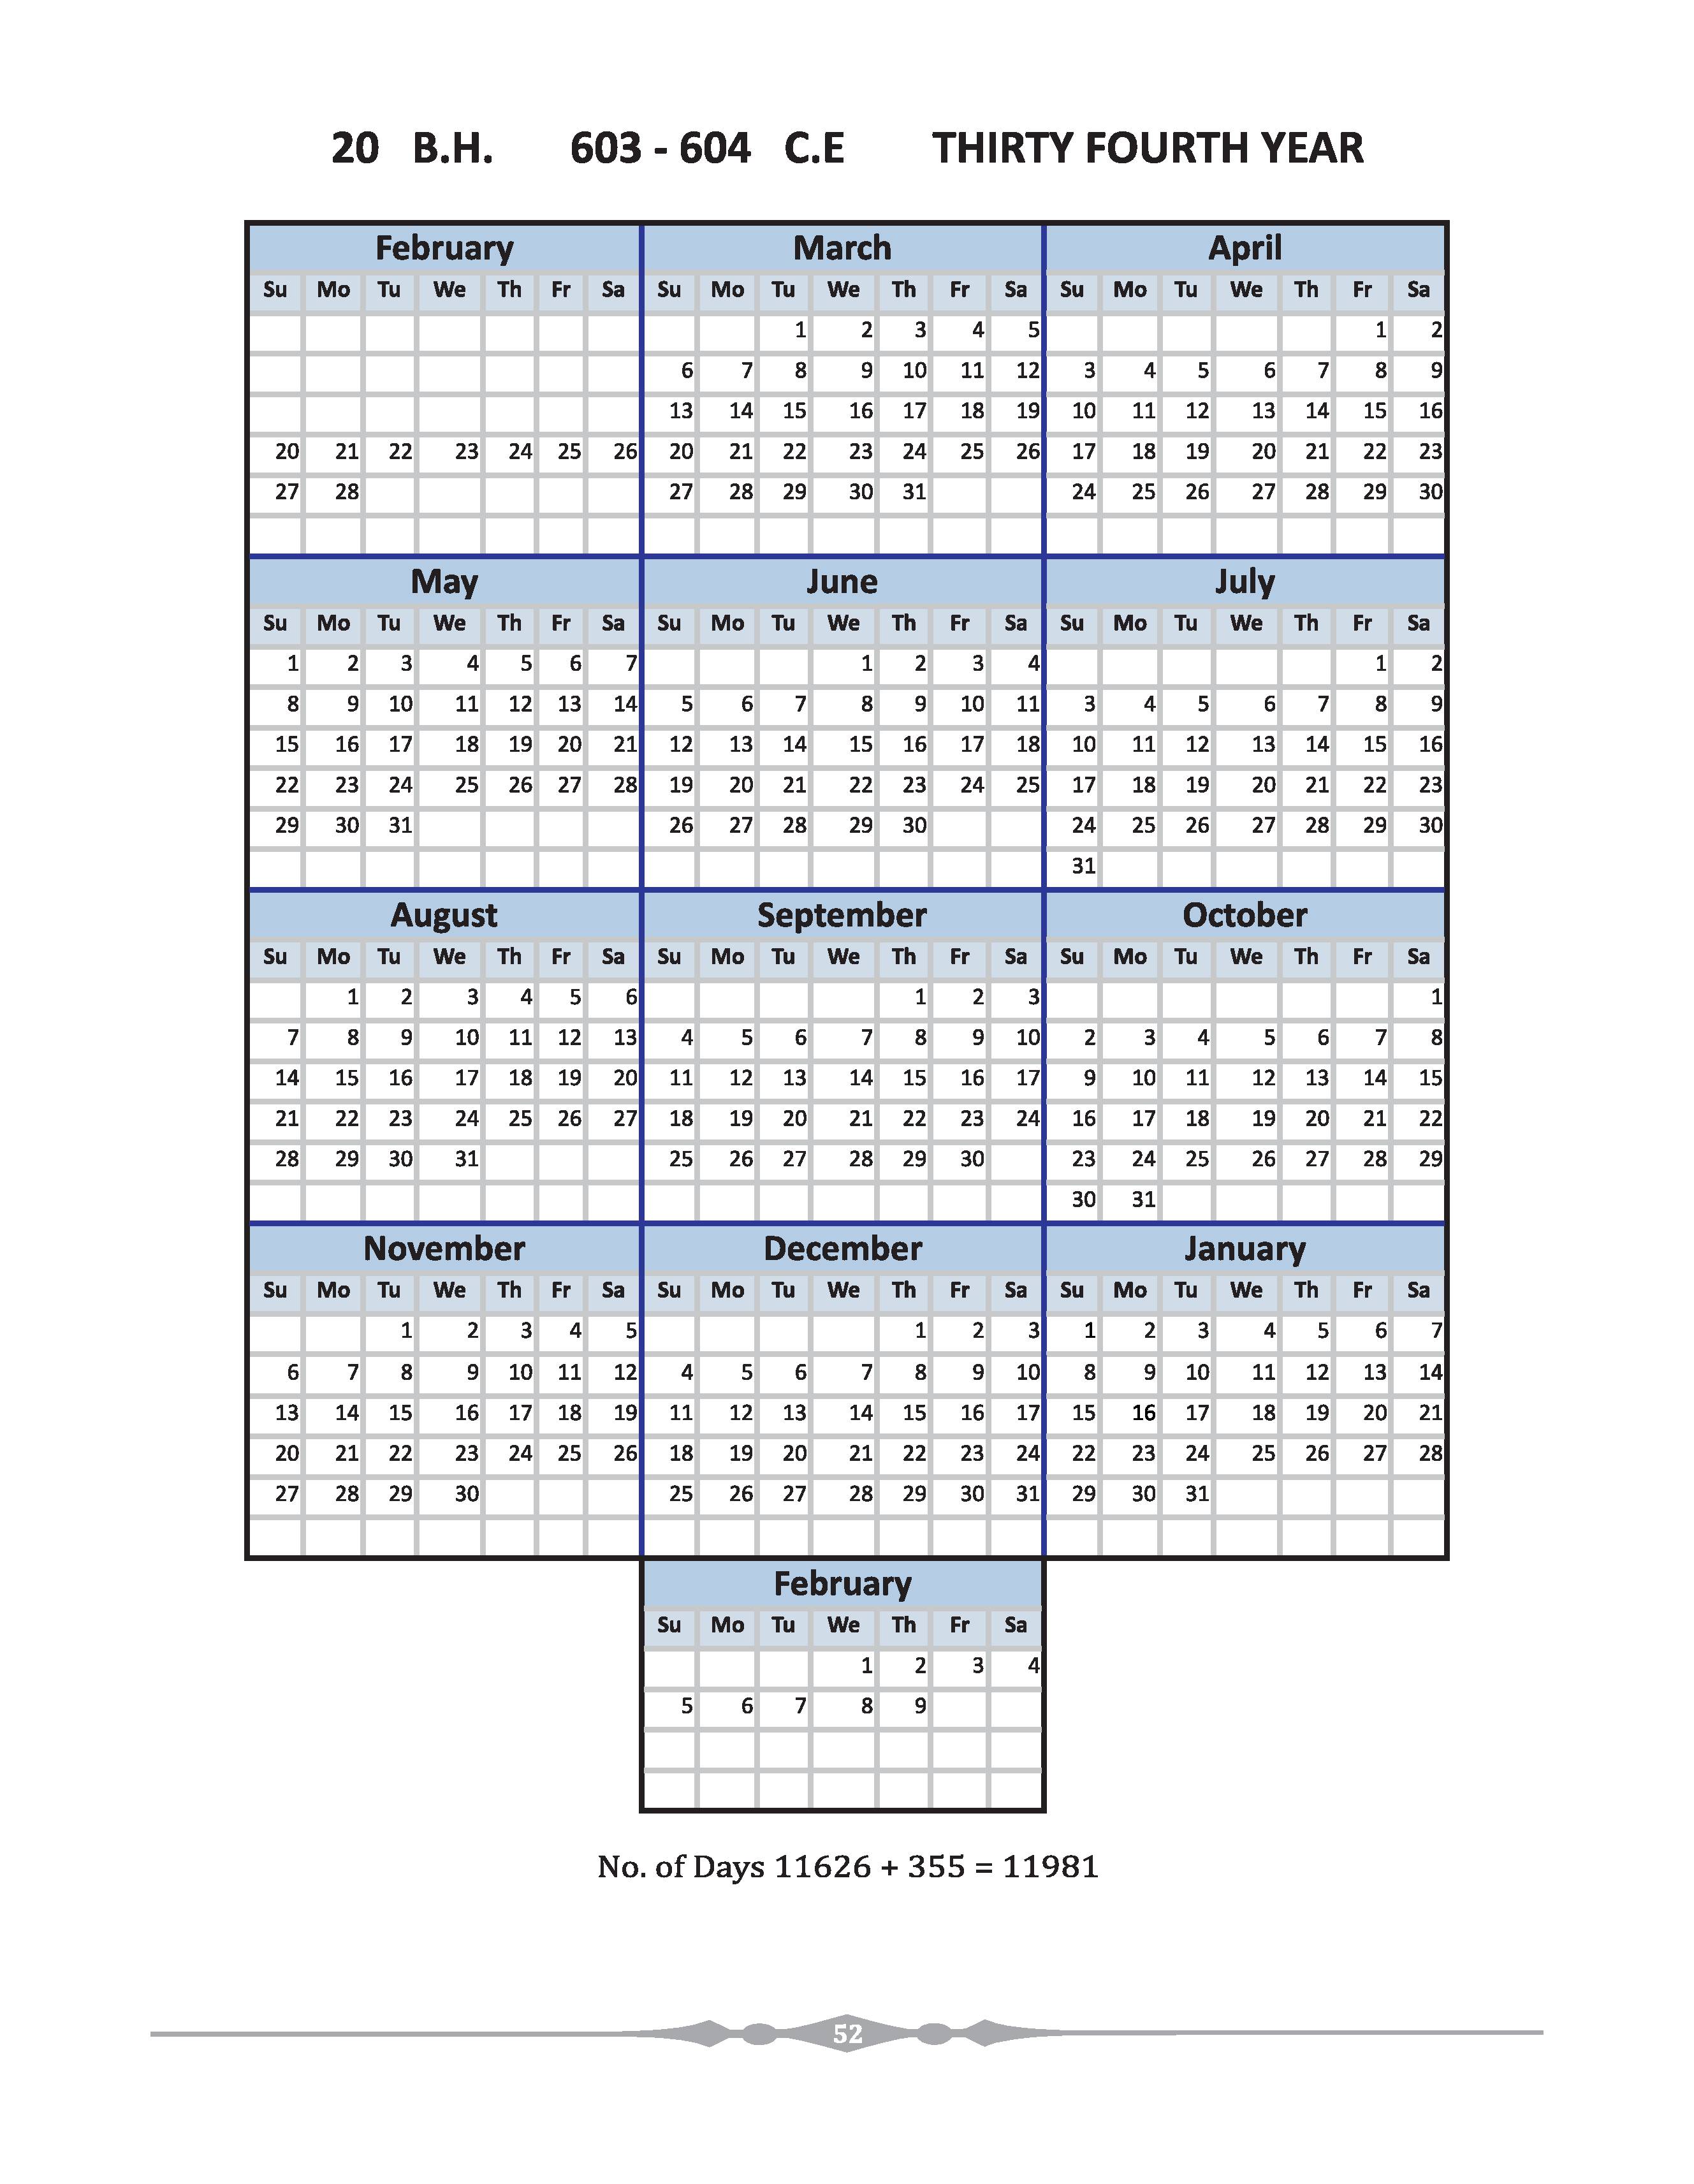 20 B.H. 603 - 604 C.E THIRTY FOURTH YEAR
February March April
Su Mo Tu We Th Fr Sa Su Mo Tu We Th Fr Sa Su Mo Tu We Th Fr Sa
1 2 3 4 5 1 2
6 7 8 9 10 11 12 3 4 5 6 7 8 9
13 14 15 16 17 18 19 10 11 12 13 14 15 16
20 21 22 23 24 25 26 20 21 22 23 24 25 26 17 18 19 20 21 22 23
27 28 27 28 29 30 31 24 25 26 27 28 29 30
May June July
Su Mo Tu We Th Fr Sa Su Mo Tu We Th Fr Sa Su Mo Tu We Th Fr Sa
1 2 3 4 5 6 7 1 2 3 4 1 2
8 9 10 11 12 13 14 5 6 7 8 9 10 11 3 4 5 6 7 8 9
15 16 17 18 19 20 21 12 13 14 15 16 17 18 10 11 12 13 14 15 16
22 23 24 25 26 27 28 19 20 21 22 23 24 25 17 18 19 20 21 22 23
29 30 31 26 27 28 29 30 24 25 26 27 28 29 30
31
August September October
Su Mo Tu We Th Fr Sa Su Mo Tu We Th Fr Sa Su Mo Tu We Th Fr Sa
1 2 3 4 5 6 1 2 3 1
7 8 9 10 11 12 13 4 5 6 7 8 9 10 2 3 4 5 6 7 8
14 15 16 17 18 19 20 11 12 13 14 15 16 17 9 10 11 12 13 14 15
21 22 23 24 25 26 27 18 19 20 21 22 23 24 16 17 18 19 20 21 22
28 29 30 31 25 26 27 28 29 30 23 24 25 26 27 28 29
30 31
November December January
Su Mo Tu We Th Fr Sa Su Mo Tu We Th Fr Sa Su Mo Tu We Th Fr Sa
1 2 3 4 5 1 2 3 1 2 3 4 5 6 7
6 7 8 9 10 11 12 4 5 6 7 8 9 10 8 9 10 11 12 13 14
13 14 15 16 17 18 19 11 12 13 14 15 16 17 15 16 17 18 19 20 21
20 21 22 23 24 25 26 18 19 20 21 22 23 24 22 23 24 25 26 27 28
27 28 29 30 25 26 27 28 29 30 31 29 30 31
February
Su Mo Tu We Th Fr Sa
1 2 3 4
5 6 7 8 9
No. of Days 11626 + 355 = 11981
52